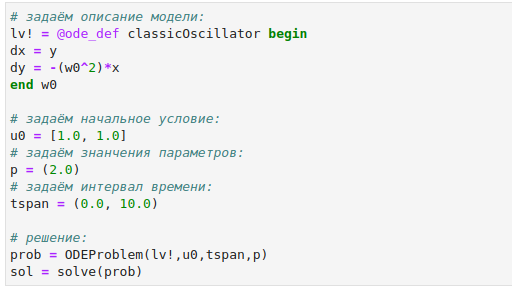 # задаём описание модели:
lv! = @ode_def classicOscillator begin
dx = y
dy = -(w0^2)*x
end w0
# задаём начальное условие:
u0 = [1.0, 1.0]
# задаём знанчения параметров:
p = (2.0)
# задаём интервал времени:
tspan = (0.0, 10.0)
# решение:
prob = ODEProblem(lv!,u0,tspan,p)
sol = solve(prob)